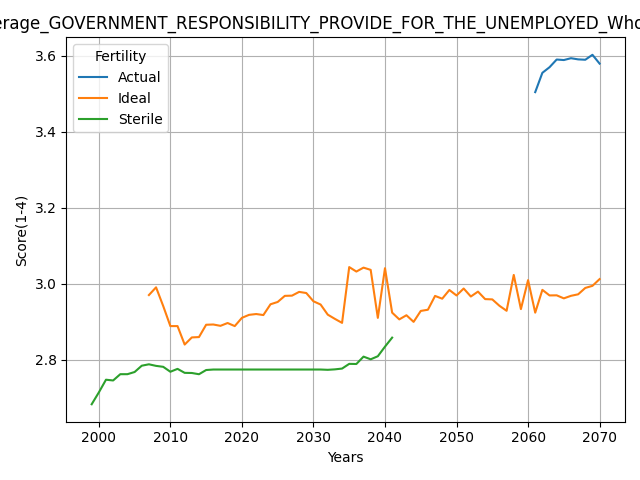 erage_GOVERNMENT_RESPONSIBILITY_PROVIDE_FOR_THE_UNEMPLOYED_Who
Fertility
Actual
Ideal
Sterile
Score(1-4)
3.6
3.4
3.2
3.0
2.8
2000 2010 2020 2030 2040 2050 2060 2070
Years